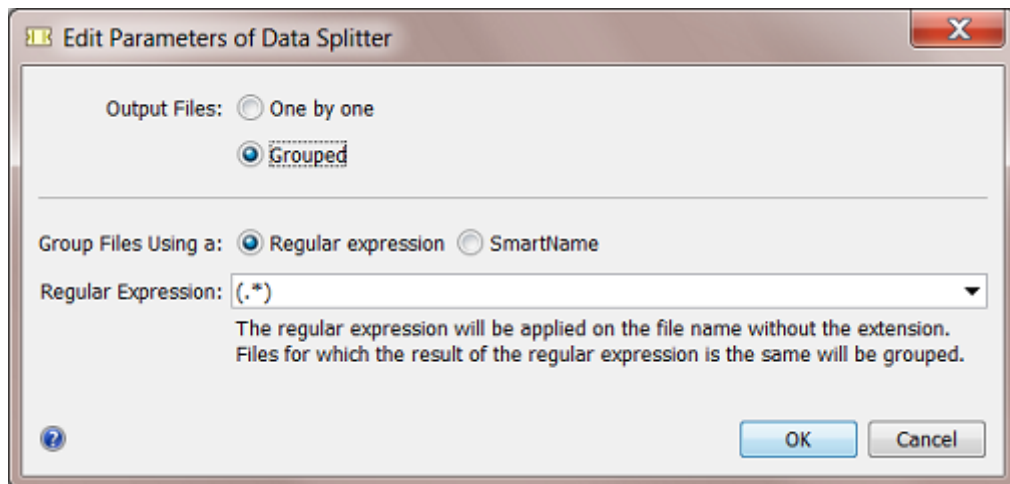 Edit Parameters of Data Splitter
Output Files: One by one
Grouped
Group Files Using a: Regular expression SmartName
Regular Expression: (.*)
The regular expression will be applied on the file name without the extension.
Files for which the result of the regular expression is the same will be grouped.
? OK Cancel